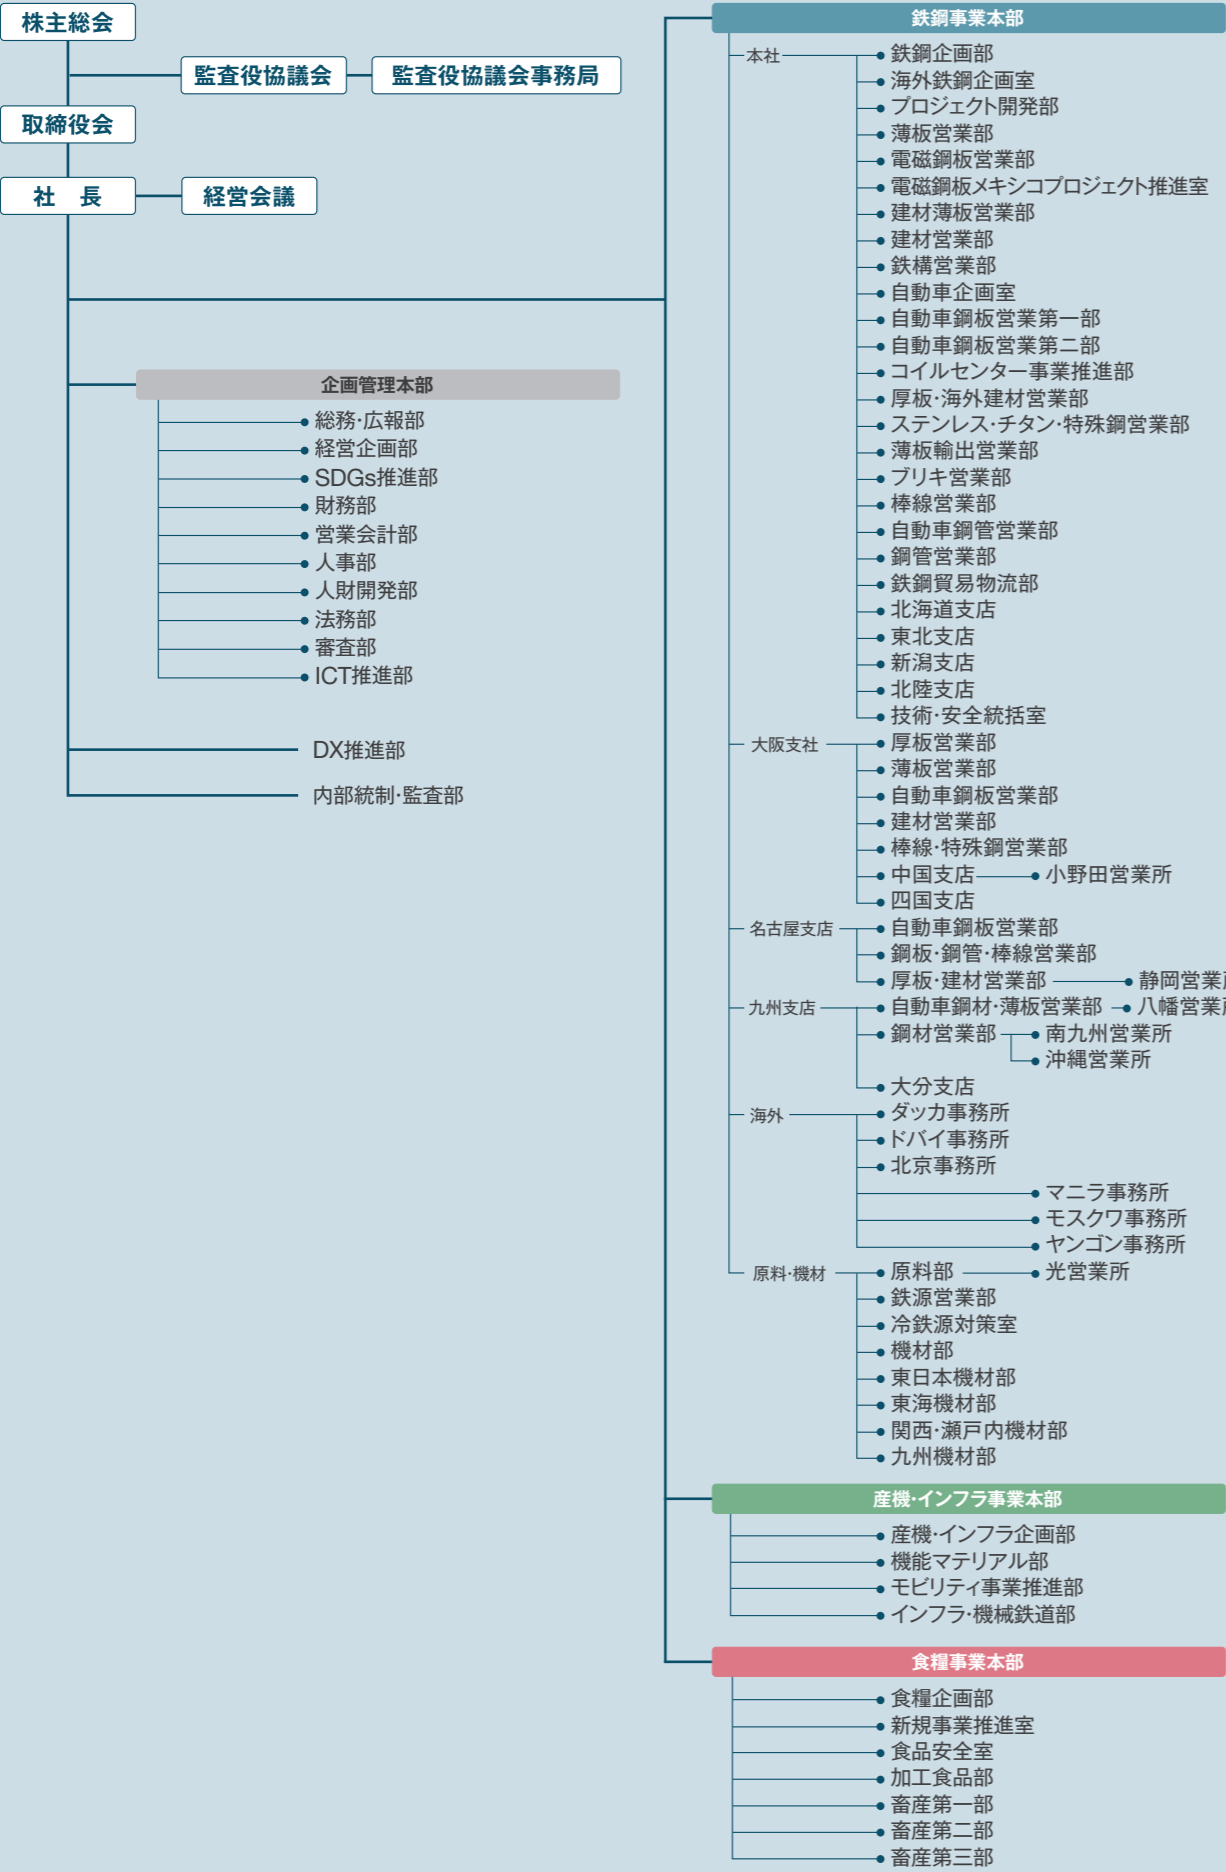 株主総会
監査役協議会
監査役協議会事務局
取締役会
社　長
経営会議
企画管理本部
総務・広報部
経営企画部
SDGs推進部
財務部
営業会計部
人事部
人財開発部
法務部
審査部
ICT推進部
DX推進部
内部統制・監査部
鉄鋼事業本部
本社
鉄鋼企画部
海外鉄鋼企画室
プロジェクト開発部
薄板営業部
電磁鋼板営業部
電磁鋼板メキシコプロジェクト推進室
建材薄板営業部
建材営業部
鉄構営業部
自動車企画室
自動車鋼板営業第一部
自動車鋼板営業第二部
コイルセンター事業推進部
厚板・海外建材営業部
ステンレス・チタン・特殊鋼営業部
薄板輸出営業部
ブリキ営業部
棒線営業部
自動車鋼管営業部
鋼管営業部
鉄鋼貿易物流部
北海道支店
東北支店
新潟支店
北陸支店
技術・安全統括室
大阪支社
厚板営業部
薄板営業部
自動車鋼板営業部
建材営業部
棒線・特殊鋼営業部
中国支店
小野田営業所
四国支店
名古屋支店
自動車鋼板営業部
鋼板・鋼管・棒線営業部
厚板・建材営業部
静岡営業
九州支店
自動車鋼材・薄板営業部
八幡営業
鋼材営業部
南九州営業所
沖縄営業所
大分支店
海外
ダッカ事務所
ドバイ事務所
北京事務所
マニラ事務所
モスクワ事務所
ヤンゴン事務所
原料・機材
原料部
光営業所
鉄源営業部
冷鉄源対策室
機材部
東日本機材部
東海機材部
関西・瀬戸内機材部
九州機材部
産機・インフラ事業本部
産機・インフラ企画部
機能マテリアル部
モビリティ事業推進部
インフラ・機械鉄道部
食糧事業本部
食糧企画部
新規事業推進室
食品安全室
加工食品部
畜産第一部
畜産第二部
畜産第三部